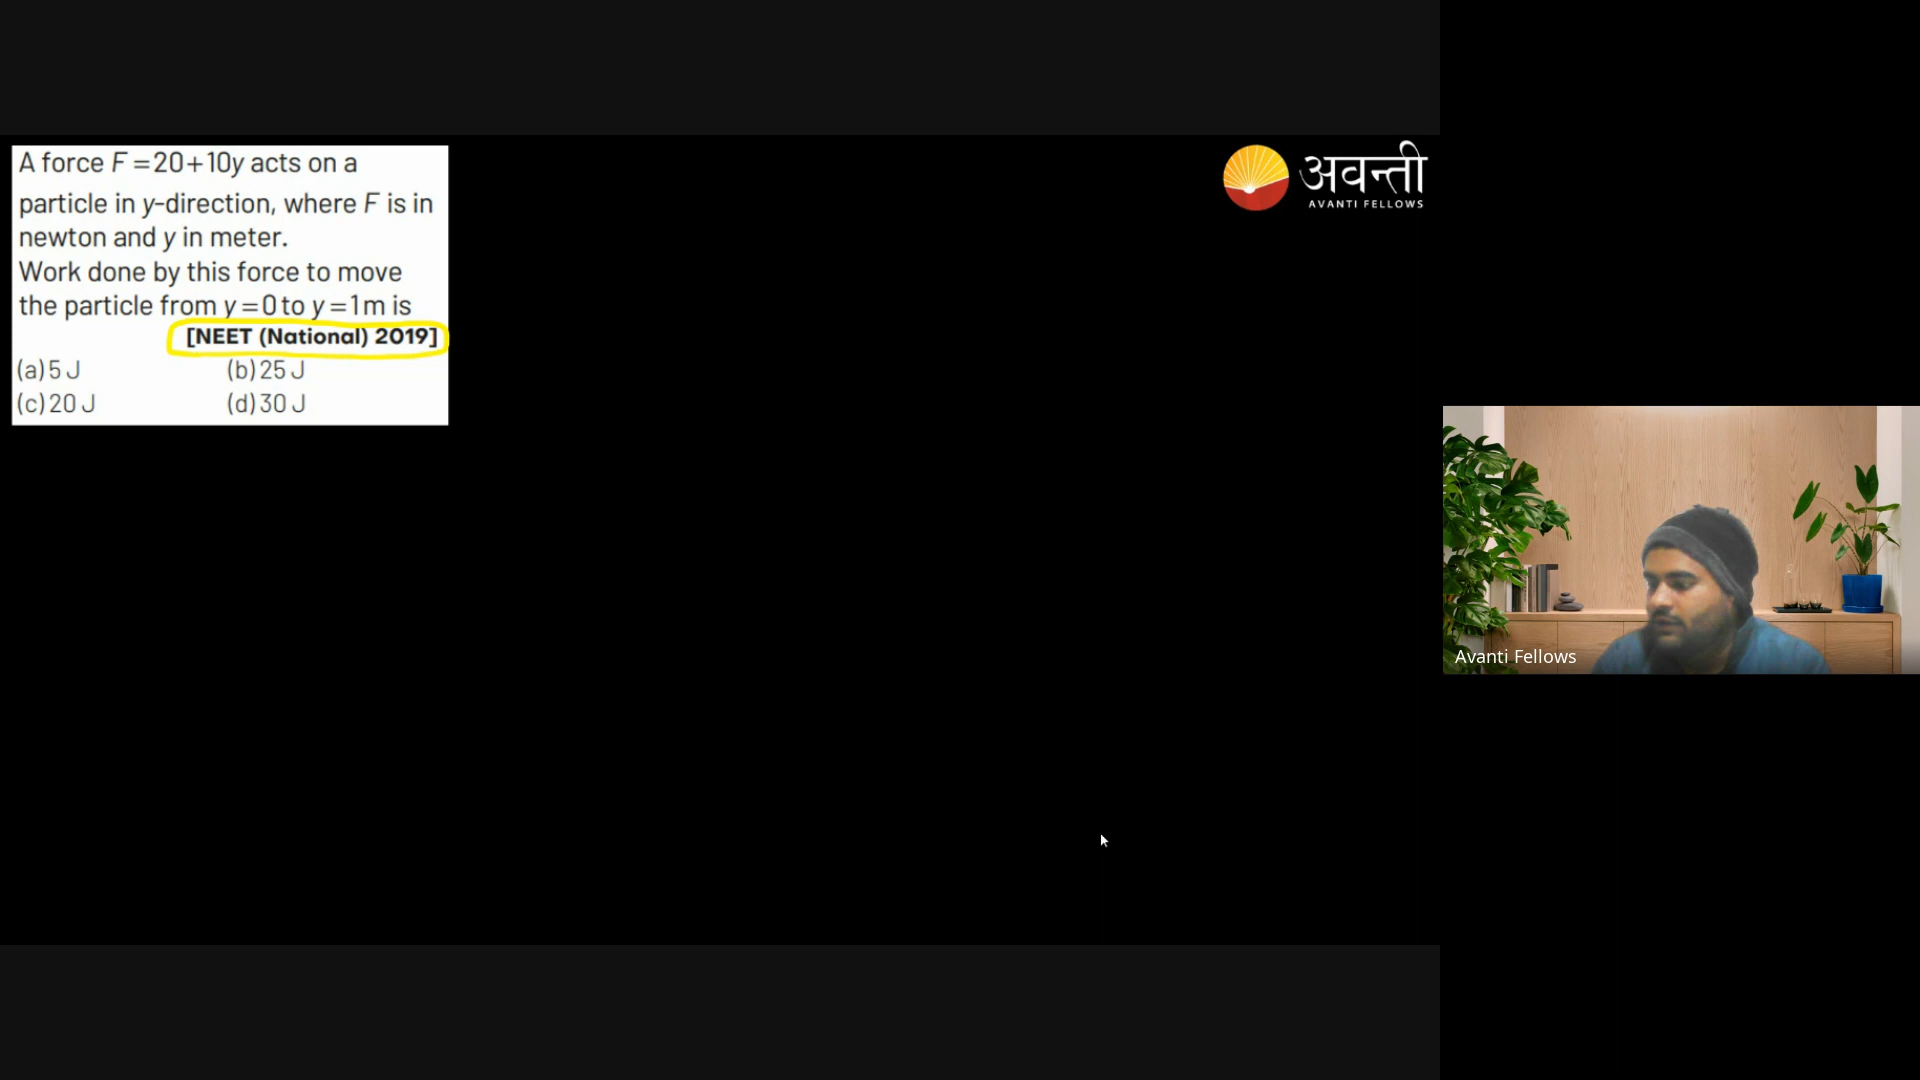 A force F=20+10y acts on a
particle in y-direction, where F is in
newton and y in meter.
Work done by this force to move
the particle from y=0 to y=1m is
[NEET (National) 2019]
(a) 5 J (b) 25 J
(c) 20 J (d) 30 J
अवन्ती
AVANTI FELLOWS
Avanti Fellows